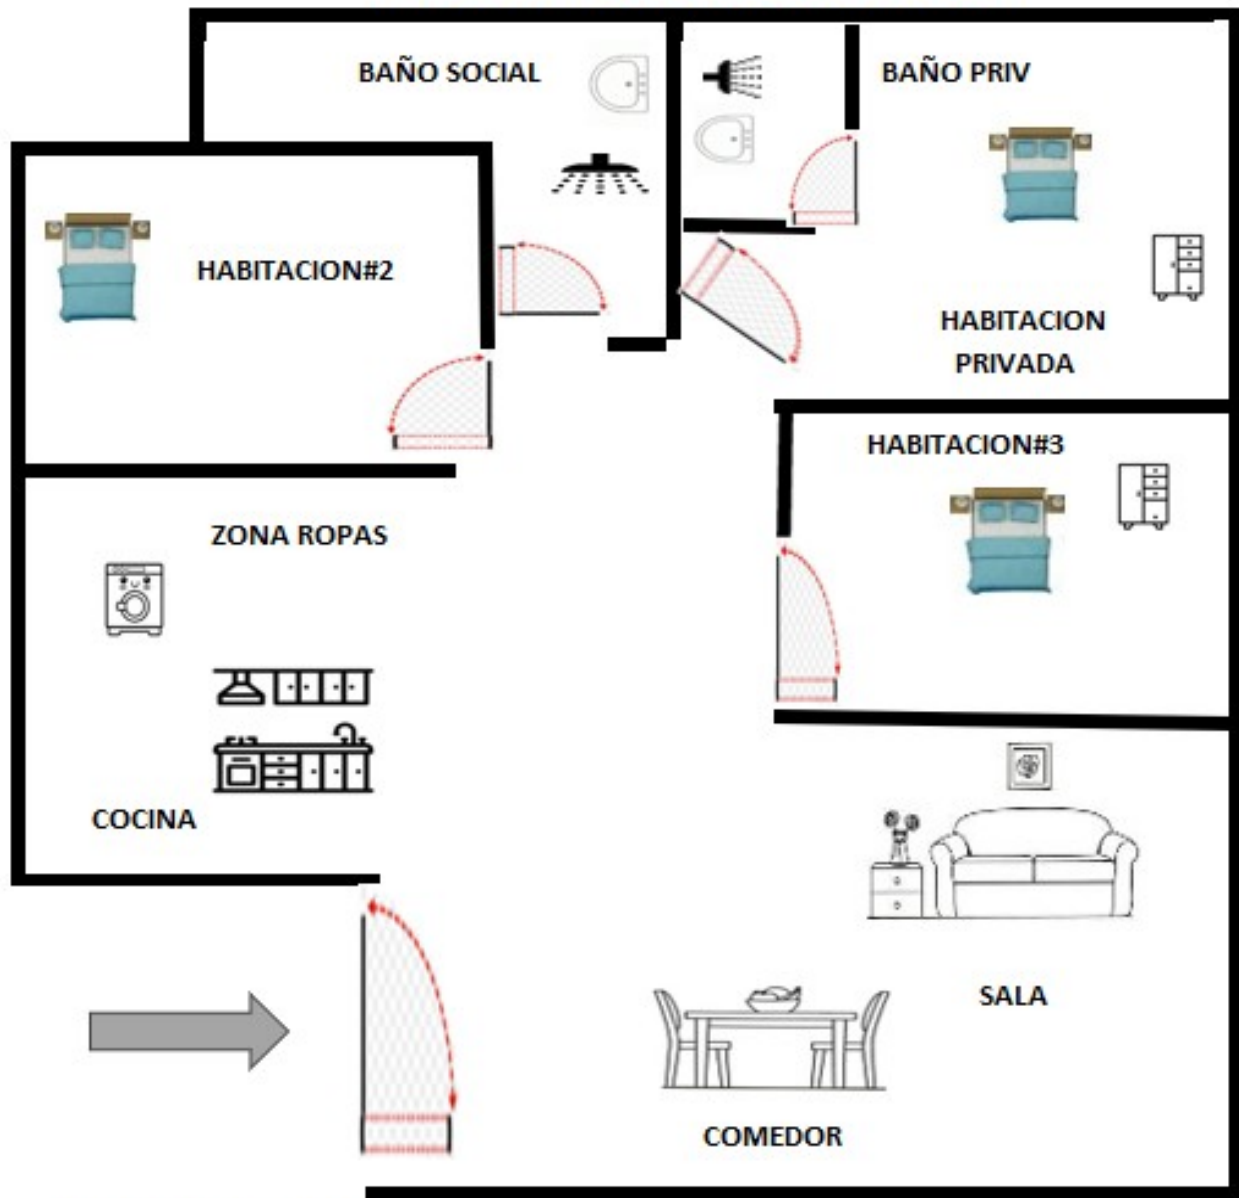 BAÑO SOCIAL
BAÑO PRIV
HABITACION#2
HABITACION
PRIVADA
HABITACION#3
ZONA ROPAS
COCINA
SALA
COMEDOR